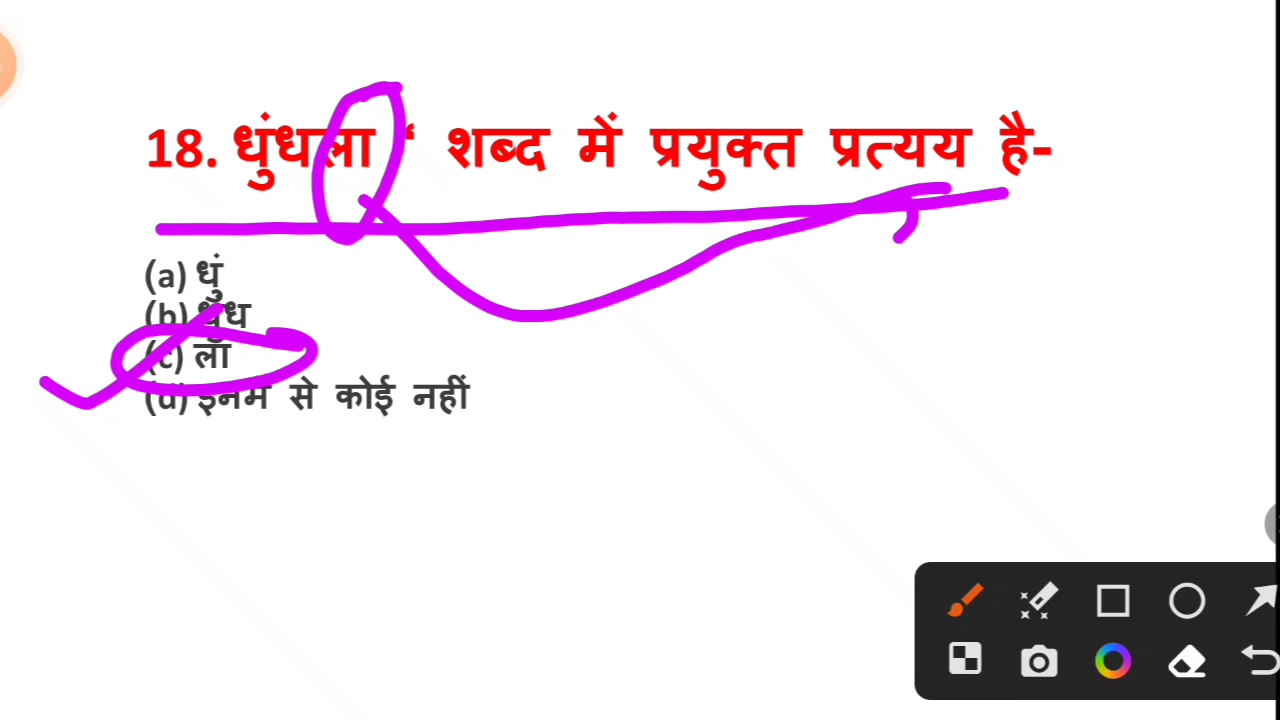 18. धुंधला ‘ शब्द में प्रयुक्त प्रत्यय है-
(a) धुं
(b) धुंध
(c) ला
(d) इनमें से कोई नहीं